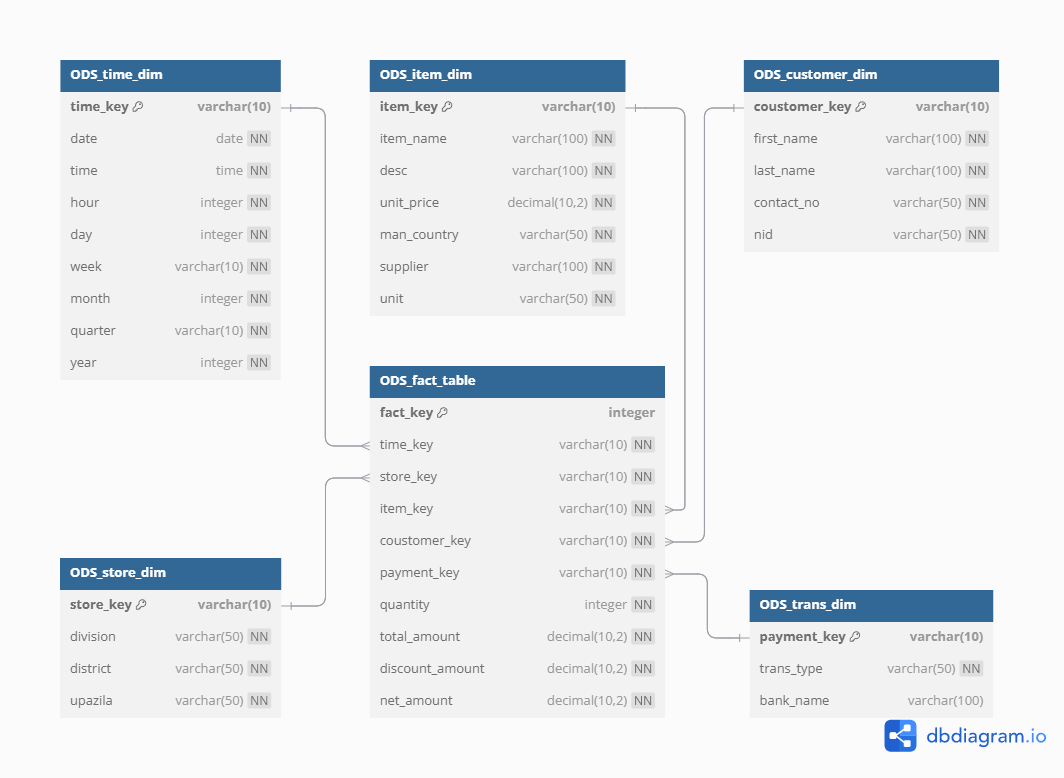 ODS_time_dim
time_key varchar(10)
date date NN
time time NN
hour integer NN
day integer NN
week varchar(10) NN
month integer NN
quarter varchar(10) NN
year integer NN
ODS_item_dim
item_key varchar(10)
item_name varchar(100) NN
desc varchar(100) NN
unit_price decimal(10,2) NN
man_country varchar(50) NN
supplier varchar(100) NN
unit varchar(50) NN
ODS_customer_dim
coustomer_key varchar(10)
first_name varchar(100) NN
last_name varchar(100) NN
contact_no varchar(50) NN
nid varchar(50) NN
ODS_fact_table
fact_key integer
time_key varchar(10) NN
store_key varchar(10) NN
item_key varchar(10) NN
coustomer_key varchar(10) NN
payment_key varchar(10) NN
quantity integer NN
total_amount decimal(10,2) NN
discount_amount decimal(10,2) NN
net_amount decimal(10,2) NN
ODS_store_dim
store_key varchar(10)
division varchar(50) NN
district varchar(50) NN
upazila varchar(50) NN
ODS_trans_dim
payment_key varchar(10)
trans_type varchar(50) NN
bank_name varchar(100)
dbdiagram.io